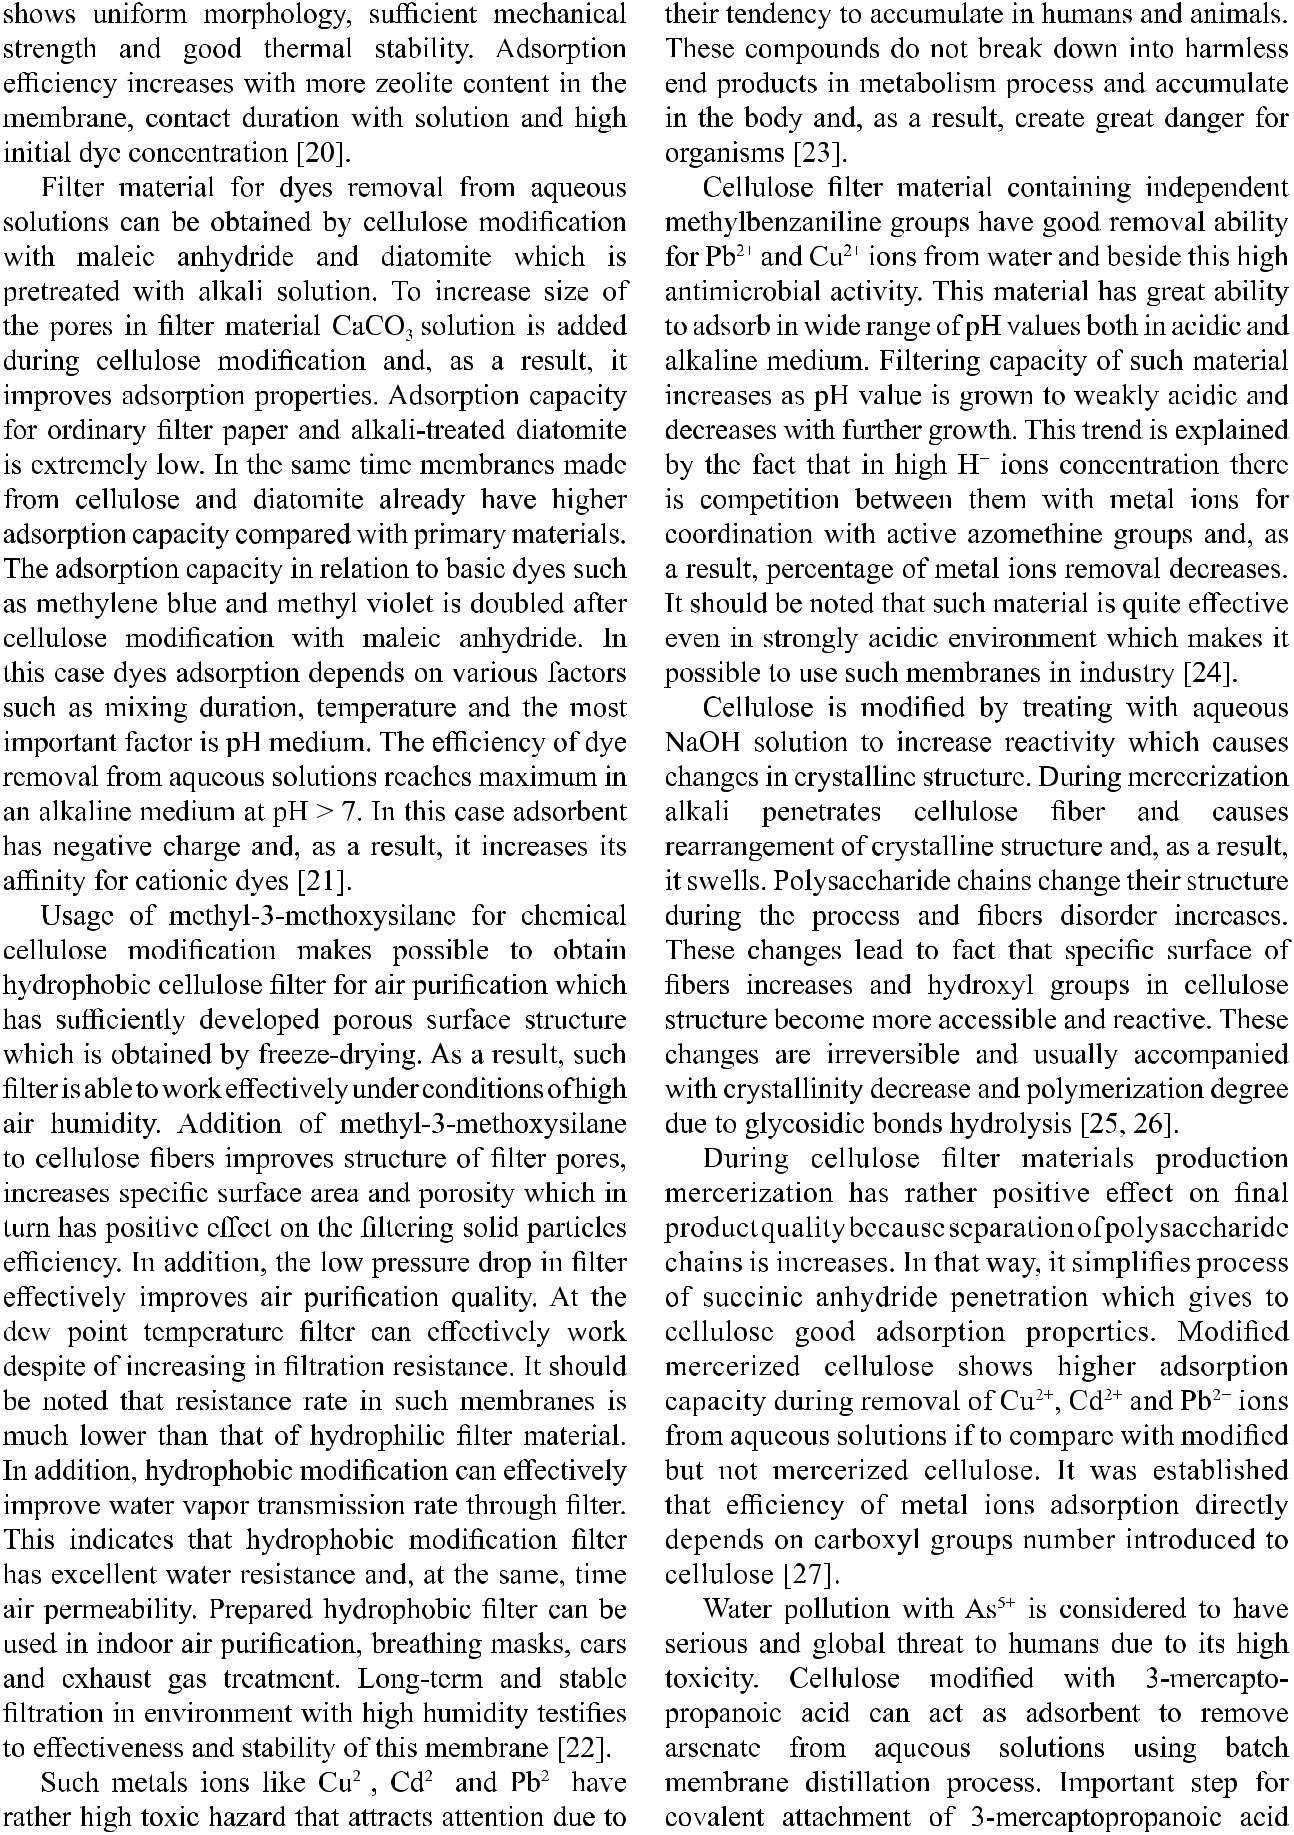 shows uniform morphology, sufficient mechanical
strength and good thermal stability. Adsorption
efficiency increases with more zeolite content in the
membrane, contact duration with solution and high
initial dye concentration [20].
Filter material for dyes removal from aqueous
solutions can be obtained by cellulose modification
with maleic anhydride and diatomite which is
pretreated with alkali solution. To increase size of
the pores in filter material CaCO₃ solution is added
during cellulose modification and, as a result, it
improves adsorption properties. Adsorption capacity
for ordinary filter paper and alkali-treated diatomite
is extremely low. In the same time membranes made
from cellulose and diatomite already have higher
adsorption capacity compared with primary materials.
The adsorption capacity in relation to basic dyes such
as methylene blue and methyl violet is doubled after
cellulose modification with maleic anhydride. In
this case dyes adsorption depends on various factors
such as mixing duration, temperature and the most
important factor is pH medium. The efficiency of dye
removal from aqueous solutions reaches maximum in
an alkaline medium at pH > 7. In this case adsorbent
has negative charge and, as a result, it increases its
affinity for cationic dyes [21].
Usage of methyl-3-methoxysilane for chemical
cellulose modification makes possible to obtain
hydrophobic cellulose filter for air purification which
has sufficiently developed porous surface structure
which is obtained by freeze-drying. As a result, such
filter is able to work effectively under conditions of high
air humidity. Addition of methyl-3-methoxysilane
to cellulose fibers improves structure of filter pores,
increases specific surface area and porosity which in
turn has positive effect on the filtering solid particles
efficiency. In addition, the low pressure drop in filter
effectively improves air purification quality. At the
dew point temperature filter can effectively work
despite of increasing in filtration resistance. It should
be noted that resistance rate in such membranes is
much lower than that of hydrophilic filter material.
In addition, hydrophobic modification can effectively
improve water vapor transmission rate through filter.
This indicates that hydrophobic modification filter
has excellent water resistance and, at the same, time
air permeability. Prepared hydrophobic filter can be
used in indoor air purification, breathing masks, cars
and exhaust gas treatment. Long-term and stable
filtration in environment with high humidity testifies
to effectiveness and stability of this membrane [22].
Such metals ions like Cu² , Cd² and Pb² have
rather high toxic hazard that attracts attention due to
their tendency to accumulate in humans and animals.
These compounds do not break down into harmless
end products in metabolism process and accumulate
in the body and, as a result, create great danger for
organisms [23].
Cellulose filter material containing independent
methylbenzaniline groups have good removal ability
for Pb²⁺ and Cu²⁺ ions from water and beside this high
antimicrobial activity. This material has great ability
to adsorb in wide range of pH values both in acidic and
alkaline medium. Filtering capacity of such material
increases as pH value is grown to weakly acidic and
decreases with further growth. This trend is explained
by the fact that in high H⁻ ions concentration there
is competition between them with metal ions for
coordination with active azomethine groups and, as
a result, percentage of metal ions removal decreases.
It should be noted that such material is quite effective
even in strongly acidic environment which makes it
possible to use such membranes in industry [24].
Cellulose is modified by treating with aqueous
NaOH solution to increase reactivity which causes
changes in crystalline structure. During mercerization
alkali penetrates cellulose fiber and causes
rearrangement of crystalline structure and, as a result,
it swells. Polysaccharide chains change their structure
during the process and fibers disorder increases.
These changes lead to fact that specific surface of
fibers increases and hydroxyl groups in cellulose
structure become more accessible and reactive. These
changes are irreversible and usually accompanied
with crystallinity decrease and polymerization degree
due to glycosidic bonds hydrolysis [25, 26].
During cellulose filter materials production
mercerization has rather positive effect on final
product quality because separation of polysaccharide
chains is increases. In that way, it simplifies process
of succinic anhydride penetration which gives to
cellulose good adsorption properties. Modified
mercerized cellulose shows higher adsorption
capacity during removal of Cu²⁺, Cd²⁺ and Pb²⁻ ions
from aqueous solutions if to compare with modified
but not mercerized cellulose. It was established
that efficiency of metal ions adsorption directly
depends on carboxyl groups number introduced to
cellulose [27].
Water pollution with As⁵⁺ is considered to have
serious and global threat to humans due to its high
toxicity. Cellulose modified with 3-mercapto-
propanoic acid can act as adsorbent to remove
arsenate from aqueous solutions using batch
membrane distillation process. Important step for
covalent attachment of 3-mercaptopropanoic acid